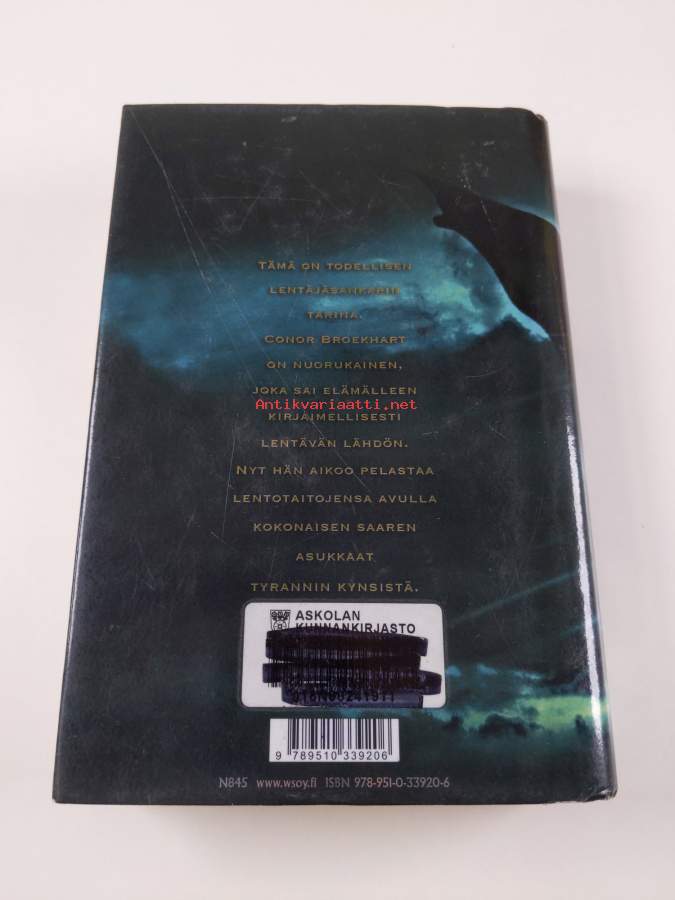 TÄMÄ ON TODELLISEN
LENTÄJÄSANKARIN
TARINA.
CONOR BROEKHART
ON NUORUKAINEN,
JOKA SAI ELÄMÄLLEEN
Antikvariaatti.net
KIRJAIMELLISESTI
LENTÄVÄN LÄHDÖN.
NYT HÄN AIKOO PELASTAA
LENTOTAITOJENSA AVULLA
KOKONAISEN SAAREN
ASUKKAAT
TYRANNIN KYNSISTÄ.
ASKOLAN
KUNNANKIRJASTO
9 789510 339206
N845 www.wsoy.fi ISBN 978-951-0-33920-6